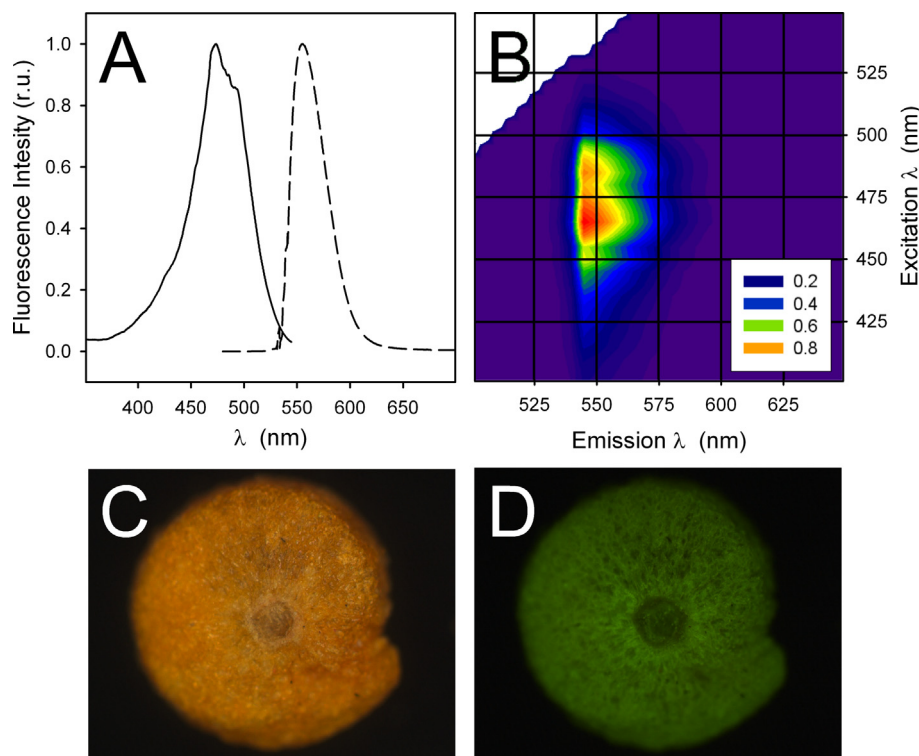 A
Fluorescence Intesity (r.u.)
1.0
0.8
0.6
0.4
0.2
0.0
400 450 500 550 600 650
λ (nm)
B
525
500
475
450
425
Excitation λ (nm)
0.2
0.4
0.6
0.8
525 550 575 600 625
Emission λ (nm)
C
D